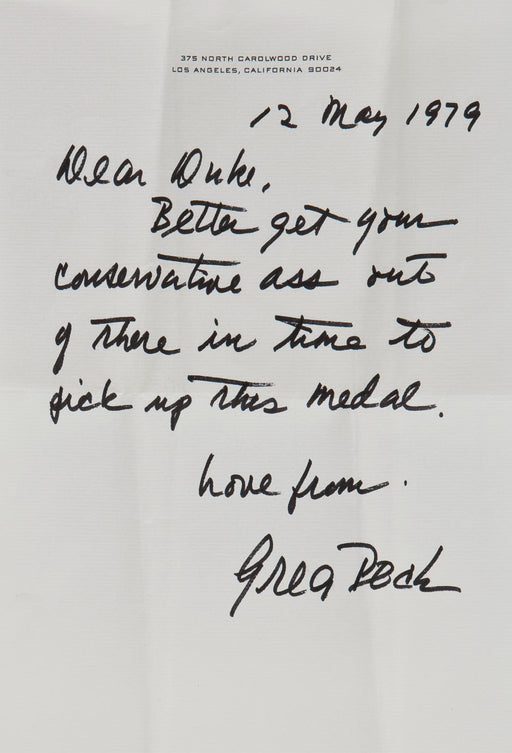 375 NORTH CAROLWOOD DRIVE
LOS ANGELES, CALIFORNIA 90024
12 May 1979
Dear Duke,
Better get your
conservative ass out
of there in time to
pick up this medal.
Love from.
Greg Peck